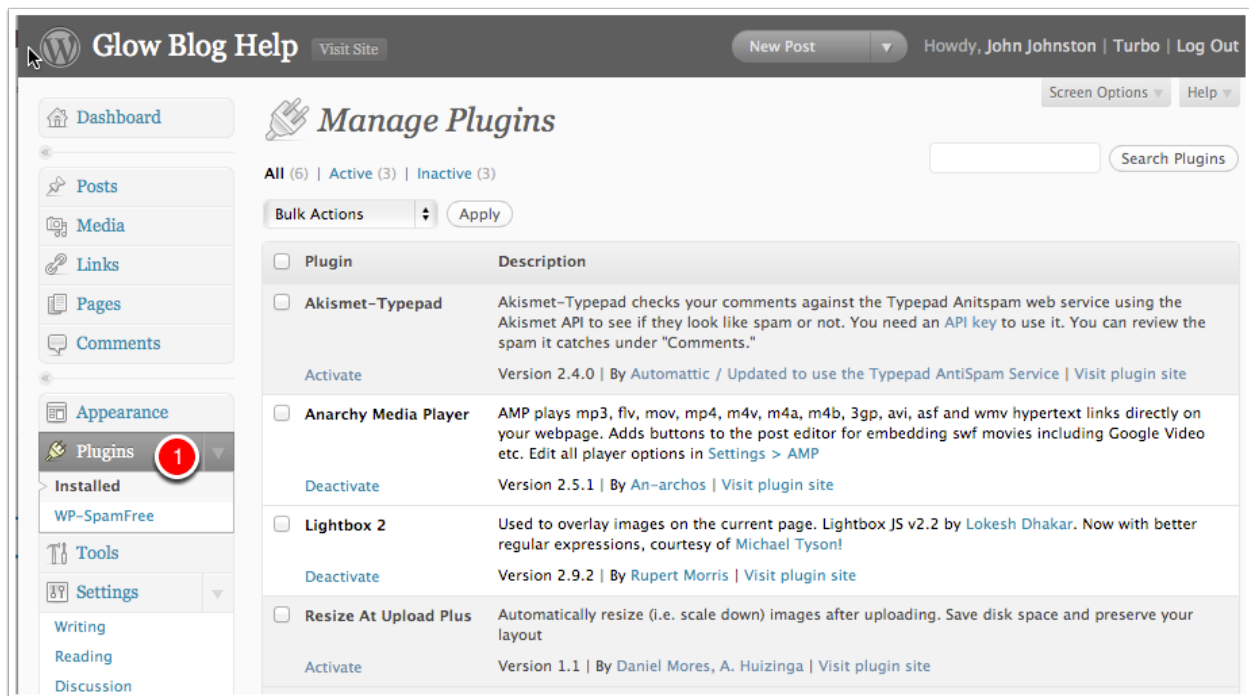 Glow Blog Help Visit Site New Post Howdy, John Johnston | Turbo | Log Out
Screen Options Help
Dashboard
Posts
Media
Links
Pages
Comments
Appearance
Plugins 1
Installed
WP-SpamFree
Tools
Settings
Writing
Reading
Discussion
Manage Plugins
All (6) | Active (3) | Inactive (3)
Search Plugins
Bulk Actions Apply
Plugin Description
Akismet-Typepad Akismet-Typepad checks your comments against the Typepad Anitspam web service using the
Akismet API to see if they look like spam or not. You need an API key to use it. You can review the
spam it catches under "Comments."
Activate Version 2.4.0 | By Automattic / Updated to use the Typepad AntiSpam Service | Visit plugin site
Anarchy Media Player AMP plays mp3, flv, mov, mp4, m4v, m4a, m4b, 3gp, avi, asf and wmv hypertext links directly on
your webpage. Adds buttons to the post editor for embedding swf movies including Google Video
etc. Edit all player options in Settings > AMP
Deactivate Version 2.5.1 | By An-archos | Visit plugin site
Lightbox 2 Used to overlay images on the current page. Lightbox JS v2.2 by Lokesh Dhakar. Now with better
regular expressions, courtesy of Michael Tyson!
Deactivate Version 2.9.2 | By Rupert Morris | Visit plugin site
Resize At Upload Plus Automatically resize (i.e. scale down) images after uploading. Save disk space and preserve your
layout
Activate Version 1.1 | By Daniel Mores, A. Huizinga | Visit plugin site